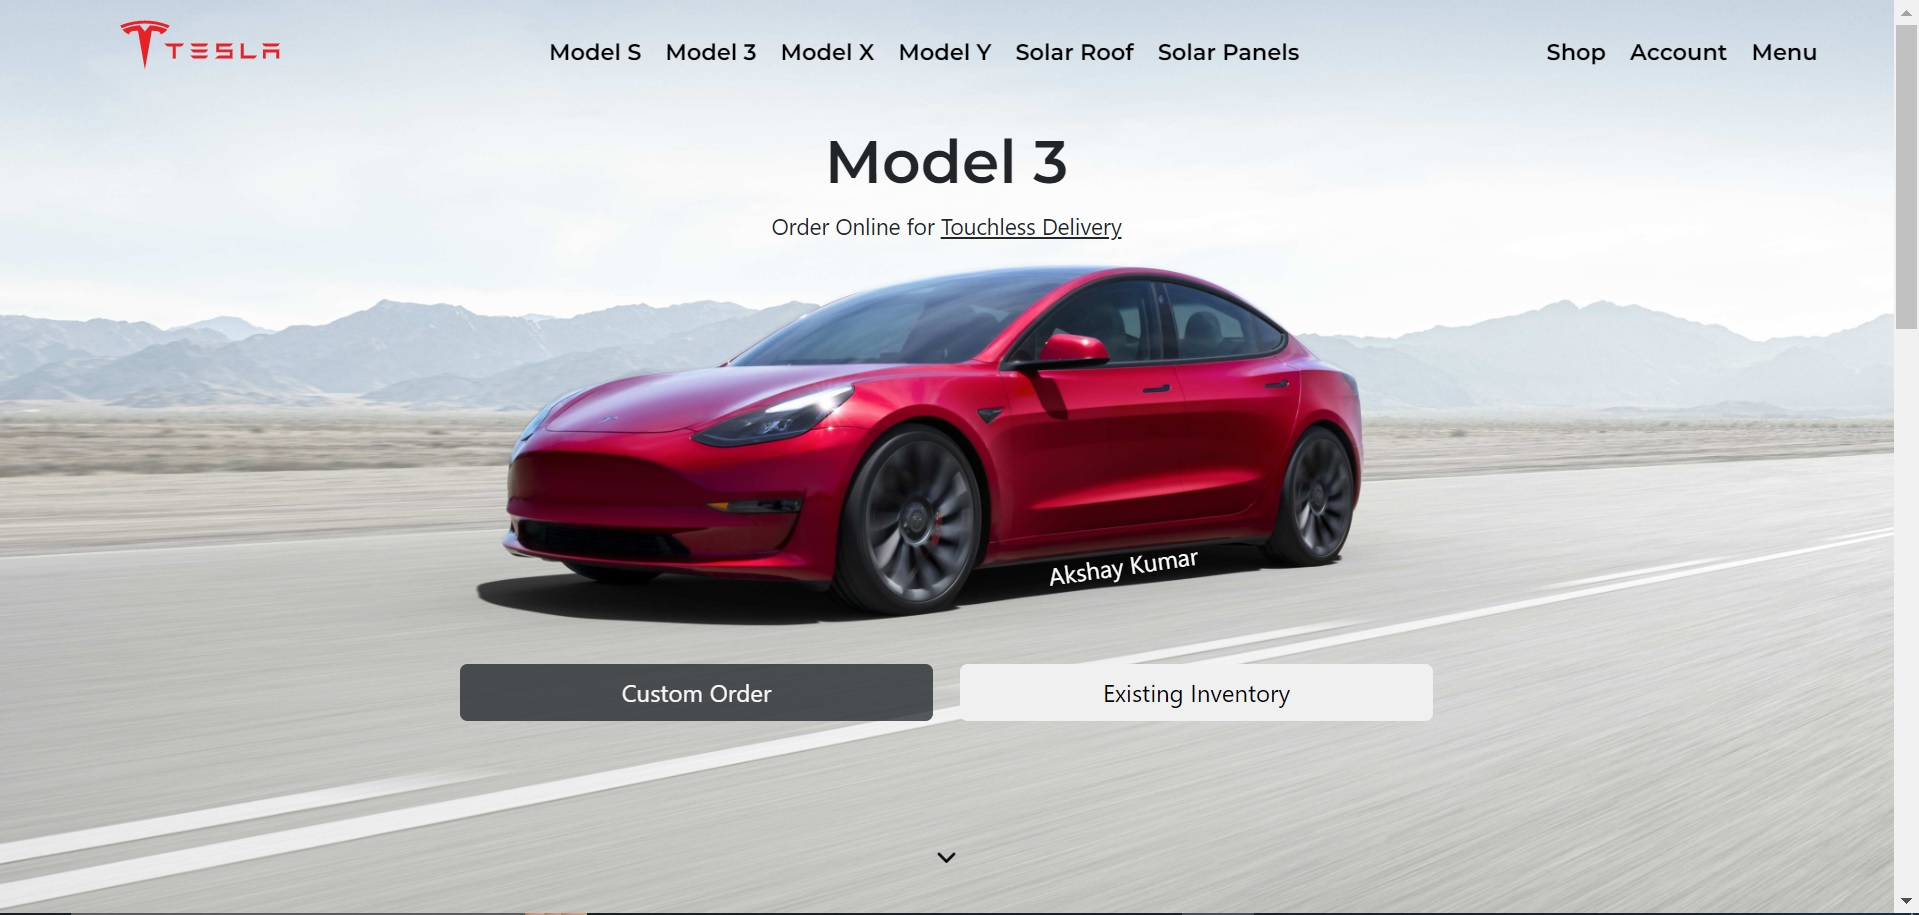 TESLA
Model S Model 3 Model X Model Y Solar Roof Solar Panels
Shop Account Menu
Model 3
Order Online for Touchless Delivery
Akshay Kumar
Custom Order
Existing Inventory